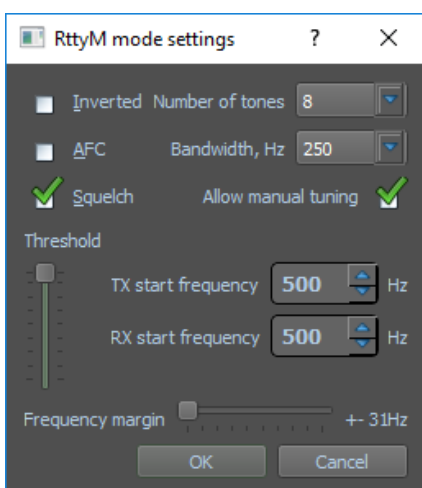 RttyM mode settings ?
Inverted Number of tones 8
AFC Bandwidth, Hz 250
Squelch Allow manual tuning
Threshold
TX start frequency 500 Hz
RX start frequency 500 Hz
Frequency margin +- 31Hz
OK Cancel